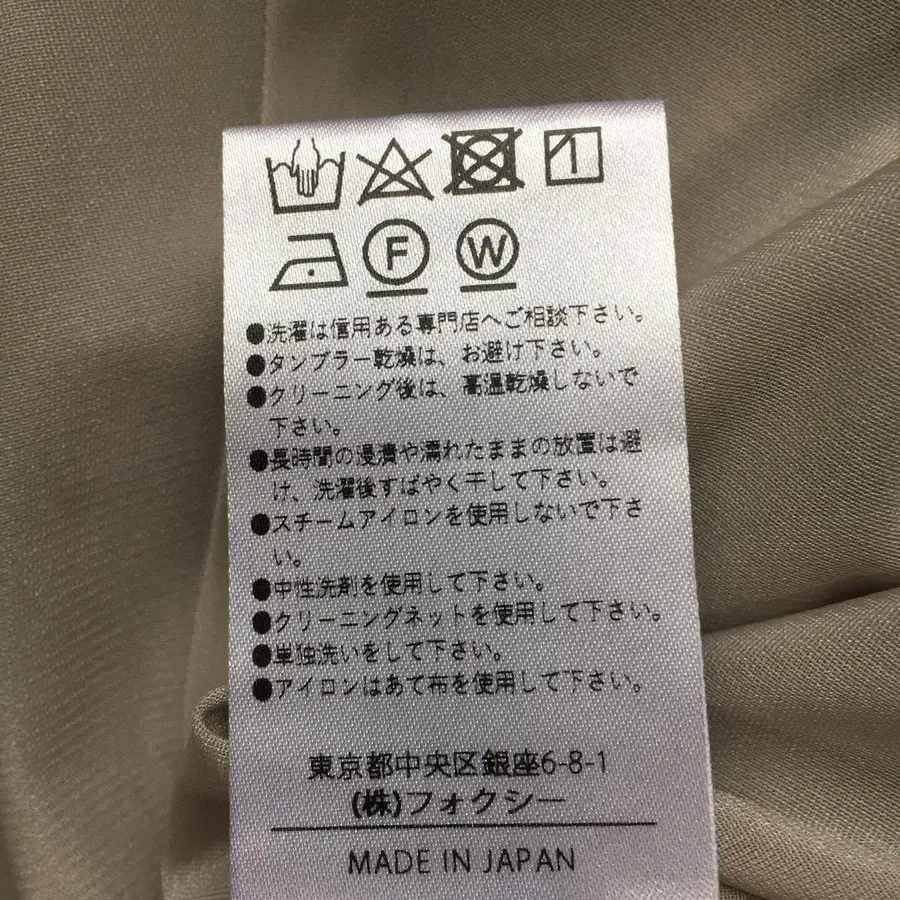 F W
●洗濯は信用ある専門店へご相談下さい。
●タンブラー乾燥は、お避け下さい。
●クリーニング後は、高温乾燥しないで
下さい。
●長時間の浸漬や濡れたままの放置は避
け、洗濯後すばやく干して下さい。
●スチームアイロンを使用しないで下さ
い。
●中性洗剤を使用して下さい。
●クリーニングネットを使用して下さい。
●単独洗いをして下さい。
●アイロンはあて布を使用して下さい。
東京都中央区銀座6-8-1
(株)フォクシー
MADE IN JAPAN